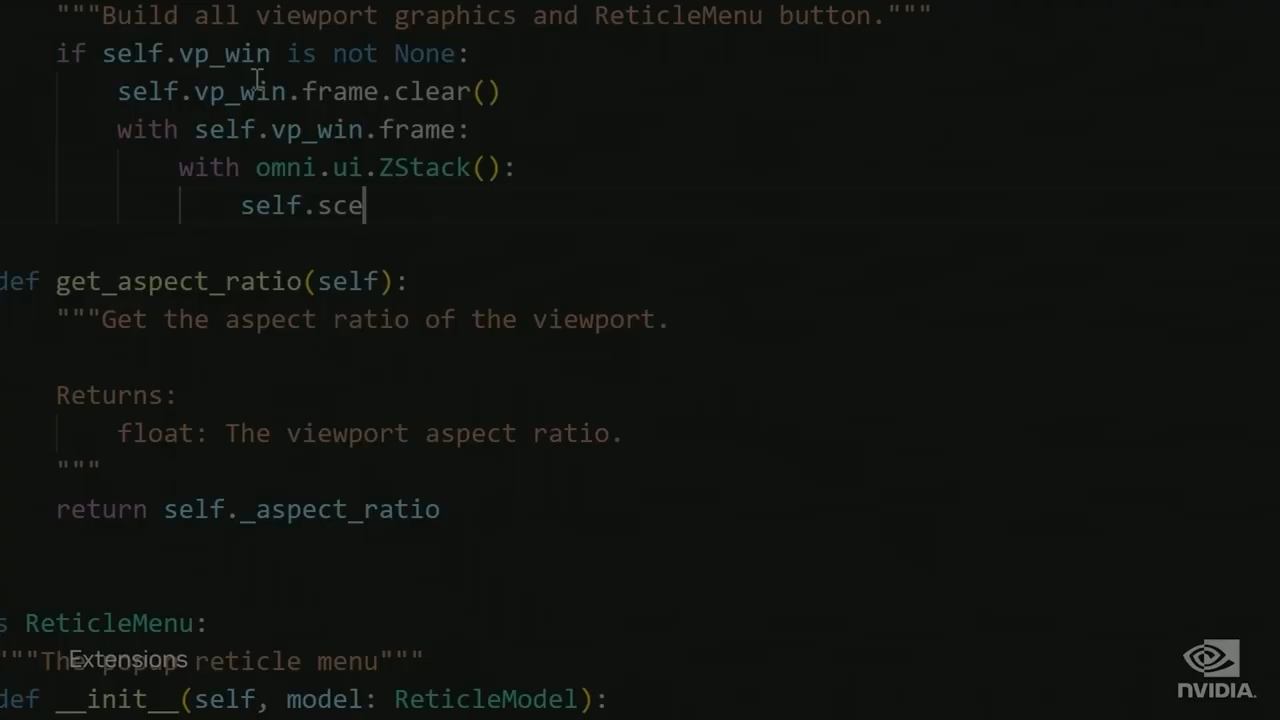 """Build all viewport graphics and ReticleMenu button."""
if self.vp_win is not None:
self.vp_win.frame.clear()
with self.vp_win.frame:
with omni.ui.ZStack():
self.sce
def get_aspect_ratio(self):
"""Get the aspect ratio of the viewport.
Returns:
float: The viewport aspect ratio.
"""
return self._aspect_ratio
s ReticleMenu:
"""The popup reticle menu"""
Extensions
def __init__(self, model: ReticleModel):
NVIDIA.